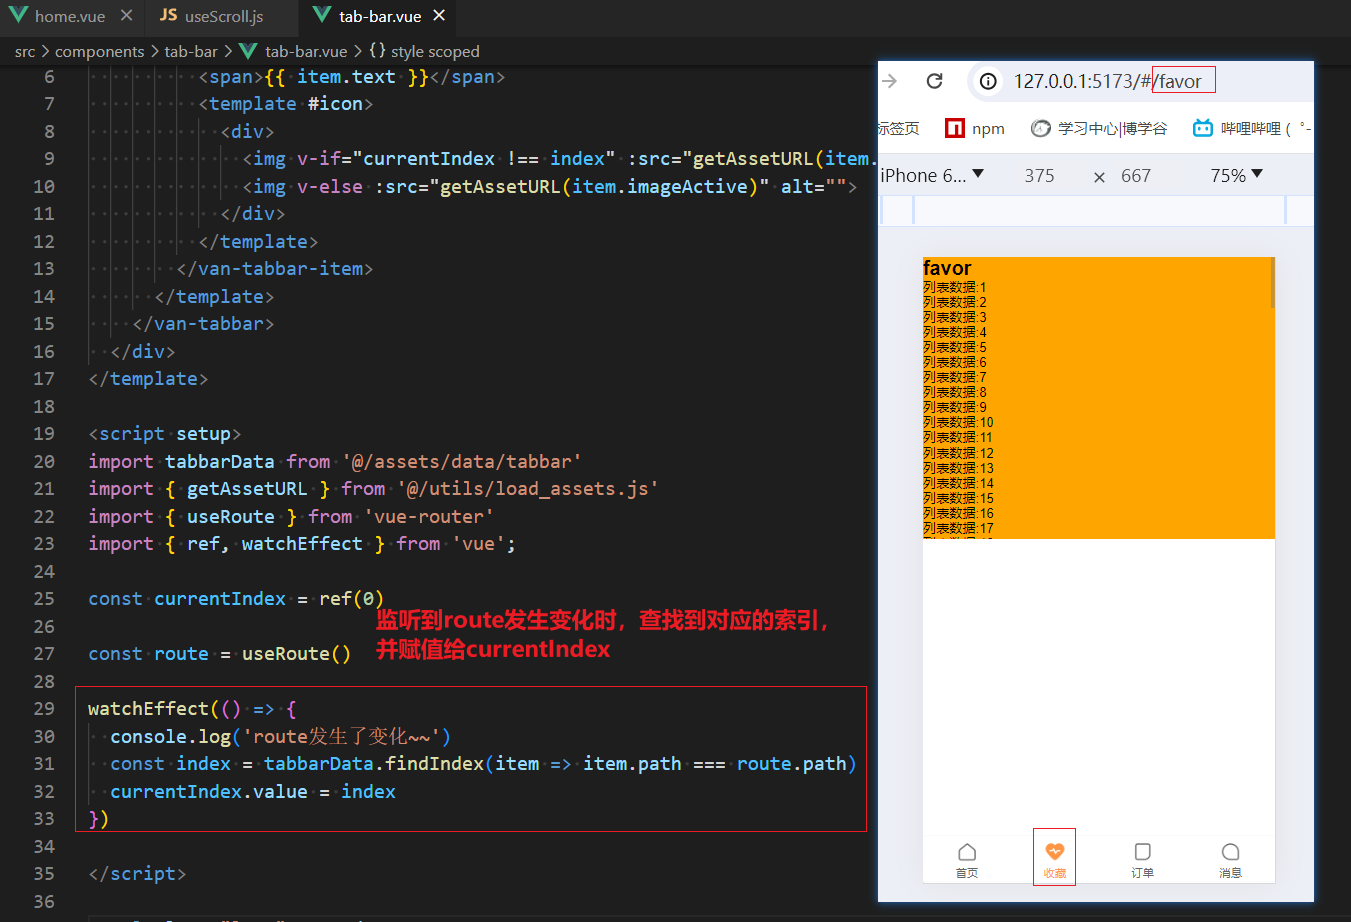 home.vue
JS useScroll.js
tab-bar.vue
src > components > tab-bar > tab-bar.vue > {} style scoped
6 <span>{{ item.text }}</span>
7 <template #icon>
8 <div>
9 <img v-if="currentIndex !== index" :src="getAssetURL(item.
10 <img v-else :src="getAssetURL(item.imageActive)" alt="">
11 </div>
12 </template>
13 </van-tabbar-item>
14 </template>
15 </van-tabbar>
16 </div>
17 </template>
18
19 <script setup>
20 import tabbarData from '@/assets/data/tabbar'
21 import { getAssetURL } from '@/utils/load_assets.js'
22 import { useRoute } from 'vue-router'
23 import { ref, watchEffect } from 'vue';
24
25 const currentIndex = ref(0)
26
监听到route发生变化时，查找到对应的索引，
并赋值给currentIndex
27 const route = useRoute()
28
29 watchEffect(() => {
30 console.log('route发生了变化~~')
31 const index = tabbarData.findIndex(item => item.path === route.path)
32 currentIndex.value = index
33 })
34
35 </script>
36
127.0.0.1:5173/#/favor
标签页 npm 学习中心|博学谷 哔哩哔哩 ( ゜-
iPhone 6... ▼ 375 × 667 75% ▼
favor
列表数据:1
列表数据:2
列表数据:3
列表数据:4
列表数据:5
列表数据:6
列表数据:7
列表数据:8
列表数据:9
列表数据:10
列表数据:11
列表数据:12
列表数据:13
列表数据:14
列表数据:15
列表数据:16
列表数据:17
首页 收藏 订单 消息